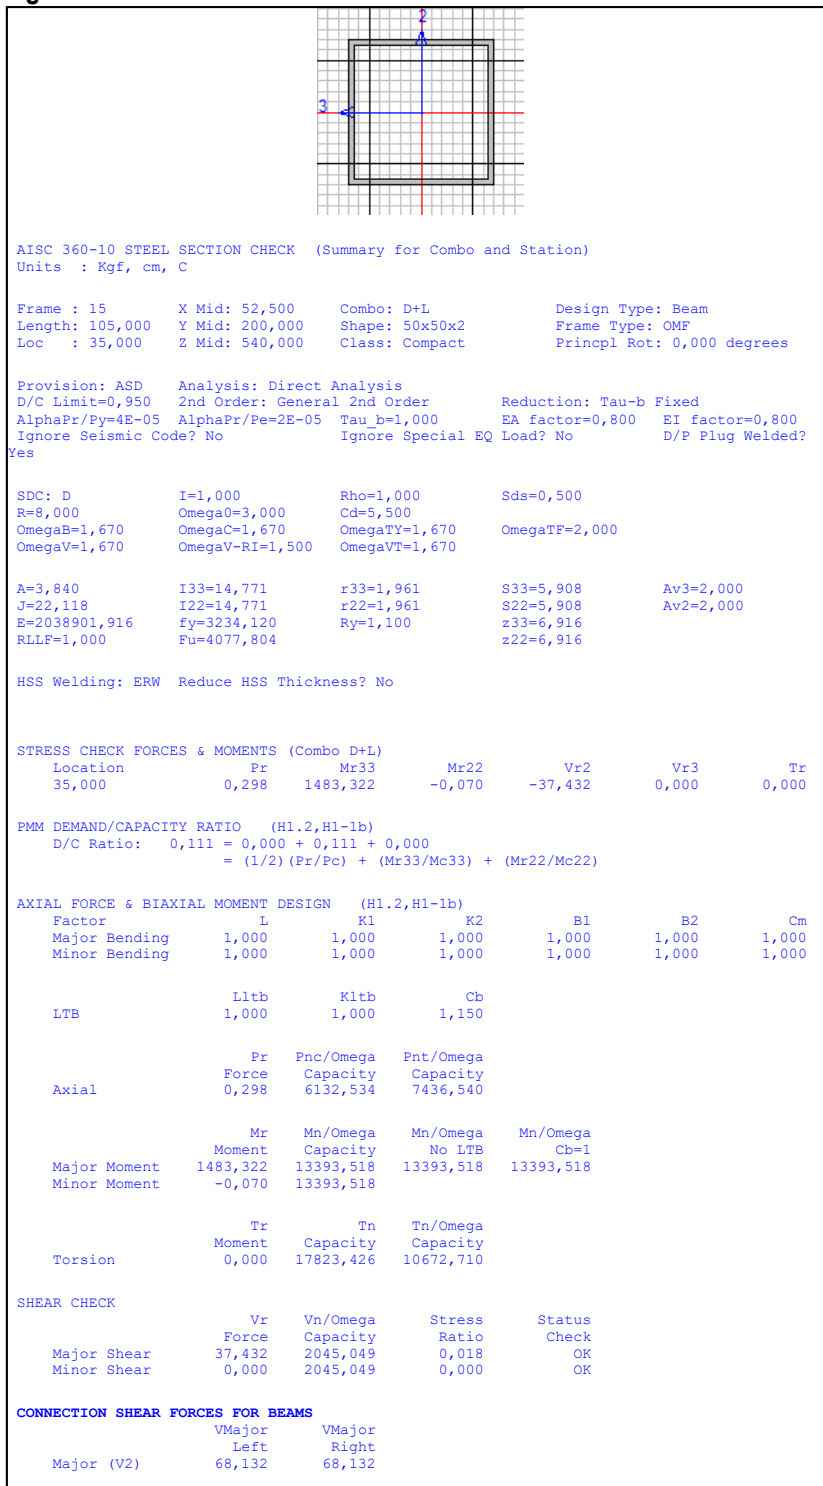 2
3
AISC 360-10 STEEL SECTION CHECK (Summary for Combo and Station)
Units : Kgf, cm, C
Frame : 15 X Mid: 52,500 Combo: D+L Design Type: Beam
Length: 105,000 Y Mid: 200,000 Shape: 50x50x2 Frame Type: OMF
Loc : 35,000 Z Mid: 540,000 Class: Compact Princpl Rot: 0,000 degrees
Provision: ASD Analysis: Direct Analysis
D/C Limit=0,950 2nd Order: General 2nd Order Reduction: Tau-b Fixed
AlphaPr/Py=4E-05 AlphaPr/Pe=2E-05 Tau_b=1,000 EA factor=0,800 EI factor=0,800
Ignore Seismic Code? No Ignore Special EQ Load? No D/P Plug Welded?
Yes
SDC: D I=1,000 Rho=1,000 Sds=0,500
R=8,000 Omega0=3,000 Cd=5,500
OmegaB=1,670 OmegaC=1,670 OmegaTY=1,670 OmegaTF=2,000
OmegaV=1,670 OmegaV-RI=1,500 OmegaVT=1,670
A=3,840 I33=14,771 r33=1,961 S33=5,908 Av3=2,000
J=22,118 I22=14,771 r22=1,961 S22=5,908 Av2=2,000
E=2038901,916 fy=3234,120 Ry=1,100 z33=6,916
RLLF=1,000 Fu=4077,804 z22=6,916
HSS Welding: ERW Reduce HSS Thickness? No
STRESS CHECK FORCES & MOMENTS (Combo D+L)
Location Pr Mr33 Mr22 Vr2 Vr3 Tr
35,000 0,298 1483,322 -0,070 -37,432 0,000 0,000
PMM DEMAND/CAPACITY RATIO (H1.2,H1-1b)
D/C Ratio: 0,111 = 0,000 + 0,111 + 0,000
= (1/2)(Pr/Pc) + (Mr33/Mc33) + (Mr22/Mc22)
AXIAL FORCE & BIAXIAL MOMENT DESIGN (H1.2,H1-1b)
Factor L K1 K2 B1 B2 Cm
Major Bending 1,000 1,000 1,000 1,000 1,000 1,000
Minor Bending 1,000 1,000 1,000 1,000 1,000 1,000
Lltb Kltb Cb
LTB 1,000 1,000 1,150
Pr Pnc/Omega Pnt/Omega
Force Capacity Capacity
Axial 0,298 6132,534 7436,540
Mr Mn/Omega Mn/Omega Mn/Omega
Moment Capacity No LTB Cb=1
Major Moment 1483,322 13393,518 13393,518 13393,518
Minor Moment -0,070 13393,518
Tr Tn Tn/Omega
Moment Capacity Capacity
Torsion 0,000 17823,426 10672,710
SHEAR CHECK
Vr Vn/Omega Stress Status
Force Capacity Ratio Check
Major Shear 37,432 2045,049 0,018 OK
Minor Shear 0,000 2045,049 0,000 OK
CONNECTION SHEAR FORCES FOR BEAMS
VMajor VMajor
Left Right
Major (V2) 68,132 68,132